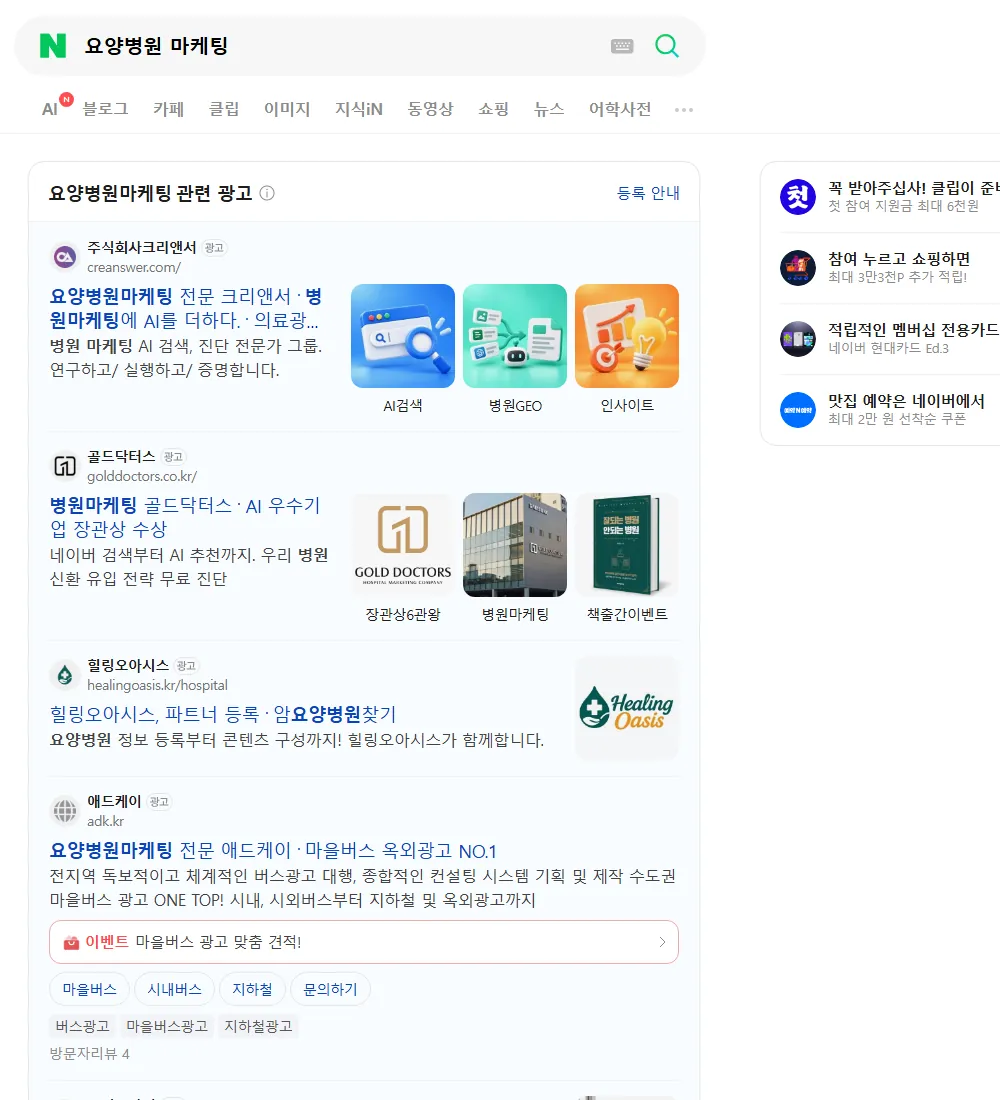 요양병원 마케팅
AI N 블로그 카페 클립 이미지 지식iN 동영상 쇼핑 뉴스 어학사전
요양병원마케팅 관련 광고
등록 안내
주식회사크리앤서 광고
creanswer.com/
요양병원마케팅 전문 크리앤서 · 병
원마케팅에 AI를 더하다. · 의료광...
병원 마케팅 AI 검색, 진단 전문가 그룹.
연구하고/ 실행하고/ 증명합니다.
AI검색
병원GEO
인사이트
골드닥터스 광고
golddoctors.co.kr/
병원마케팅 골드닥터스 · AI 우수기
업 장관상 수상
네이버 검색부터 AI 추천까지. 우리 병원
신환 유입 전략 무료 진단
GOLD DOCTORS
HOSPITAL MARKETING COMPANY
잘되는 병원
안되는 병원
장관상6관왕
병원마케팅
책출간이벤트
힐링오아시스 광고
healingoasis.kr/hospital
힐링오아시스, 파트너 등록 · 암요양병원찾기
요양병원 정보 등록부터 콘텐츠 구성까지! 힐링오아시스가 함께합니다.
Healing
Oasis
애드케이 광고
adk.kr
요양병원마케팅 전문 애드케이 · 마을버스 옥외광고 NO.1
전지역 독보적이고 체계적인 버스광고 대행, 종합적인 컨설팅 시스템 기획 및 제작 수도권
마을버스 광고 ONE TOP! 시내, 시외버스부터 지하철 및 옥외광고까지
이벤트 마을버스 광고 맞춤 견적!
마을버스 시내버스 지하철 문의하기
버스광고 마을버스광고 지하철광고
방문자리뷰 4
첫
꼭 받아주십사! 클립이 준비
첫 참여 지원금 최대 6천원
참여 누르고 쇼핑하면
최대 3만3천P 추가 적립!
적립적인 멤버십 전용카드
네이버 현대카드 Ed.3
맛집 예약은 네이버에서
최대 2만 원 선착순 쿠폰